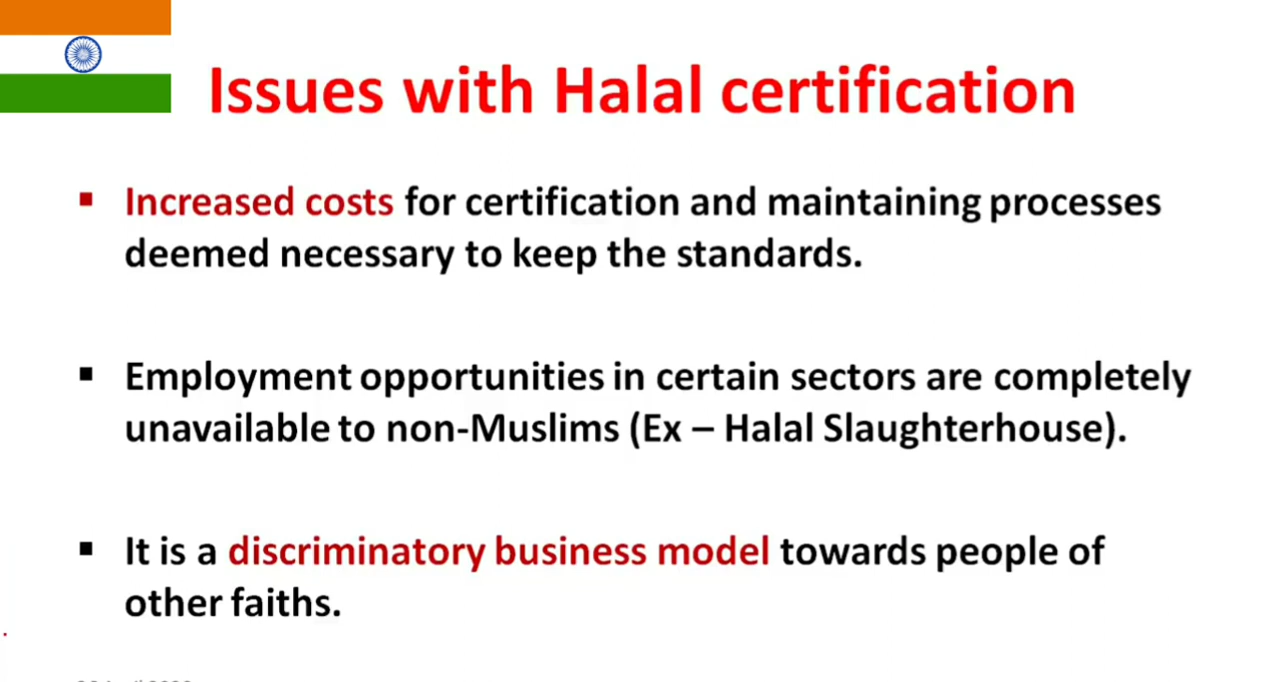 Issues with Halal certification
▪ Increased costs for certification and maintaining processes
deemed necessary to keep the standards.
▪ Employment opportunities in certain sectors are completely
unavailable to non-Muslims (Ex – Halal Slaughterhouse).
▪ It is a discriminatory business model towards people of
other faiths.